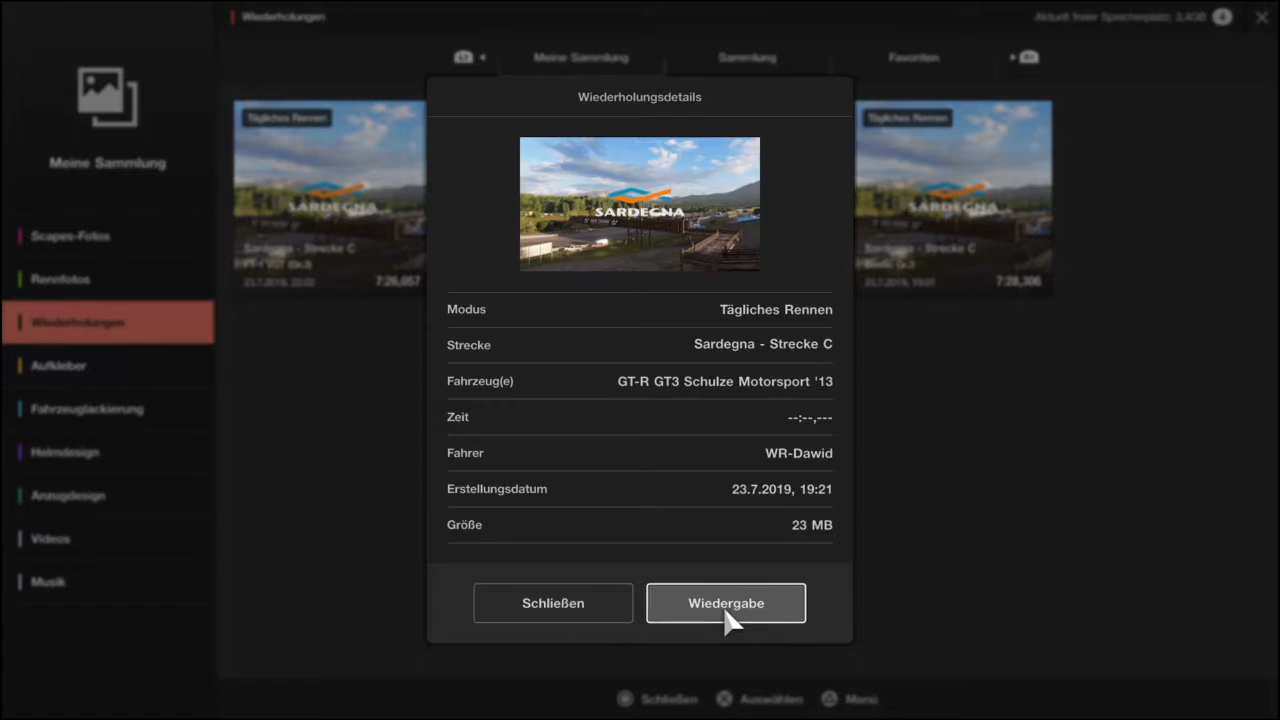 Wiederholungen
Aktuell freier Speicherplatz: 3,4GB
Meine Sammlung
Sammlung
Favoriten
Meine Sammlung
Scapes-Fotos
Rennfotos
Wiederholungen
Aufkleber
Fahrzeuglackierung
Helmdesign
Anzugdesign
Videos
Musik
Tägliches Rennen
SARDEGNA
Sardegna - Strecke C
23.7.2019, 22:02 7:26,057
Tägliches Rennen
SARDEGNA
Sardegna - Strecke C
23.7.2019, 19:01 7:28,306
Wiederholungsdetails
SARDEGNA
Modus Tägliches Rennen
Strecke Sardegna - Strecke C
Fahrzeug(e) GT-R GT3 Schulze Motorsport '13
Zeit --:--,---
Fahrer WR-Dawid
Erstellungsdatum 23.7.2019, 19:21
Größe 23 MB
Schließen Wiedergabe
Schließen Auswählen Menü